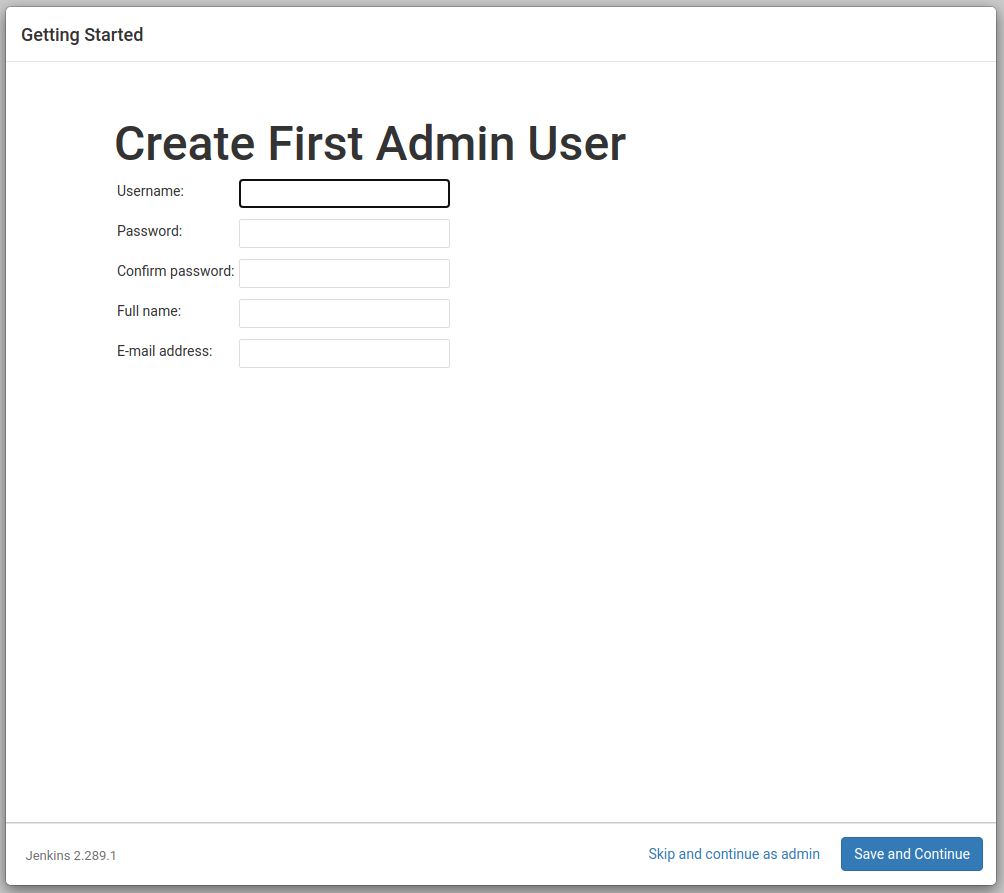 Getting Started
Create First Admin User
Username:
Password:
Confirm password:
Full name:
E-mail address:
Jenkins 2.289.1
Skip and continue as admin
Save and Continue